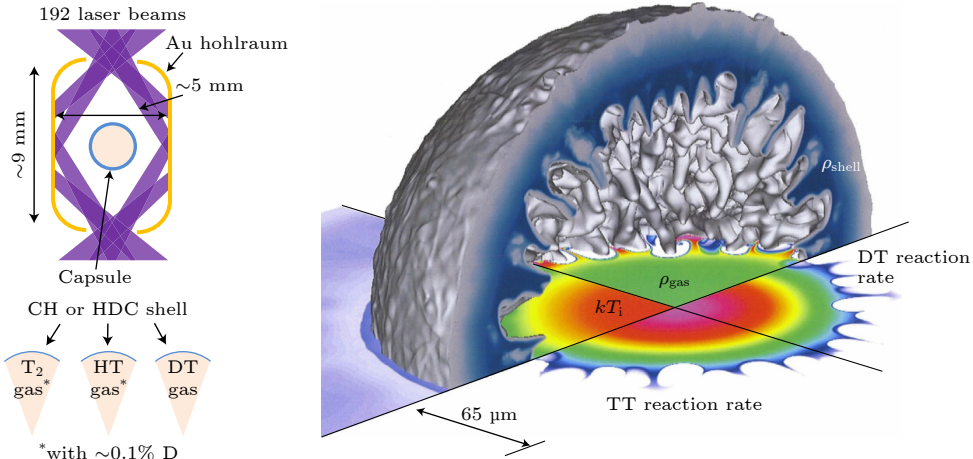 192 laser beams
Au hohlraum
~5 mm
~9 mm
Capsule
CH or HDC shell
T₂ gas*
HT gas*
DT gas
*with ~0.1% D
ρshell
ρgas
kTi
DT reaction
rate
TT reaction rate
65 µm